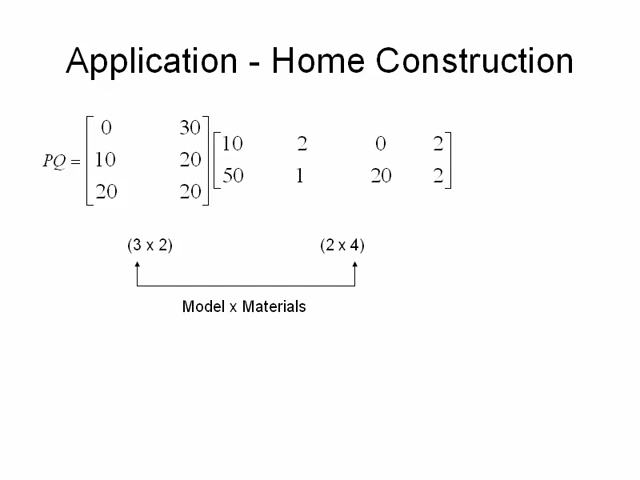 Application - Home Construction
PQ = [ 0 30 ] [ 10 2 0 2 ]
[ 10 20 ] [ 50 1 20 2 ]
[ 20 20 ]
(3 x 2) (2 x 4)
Model x Materials